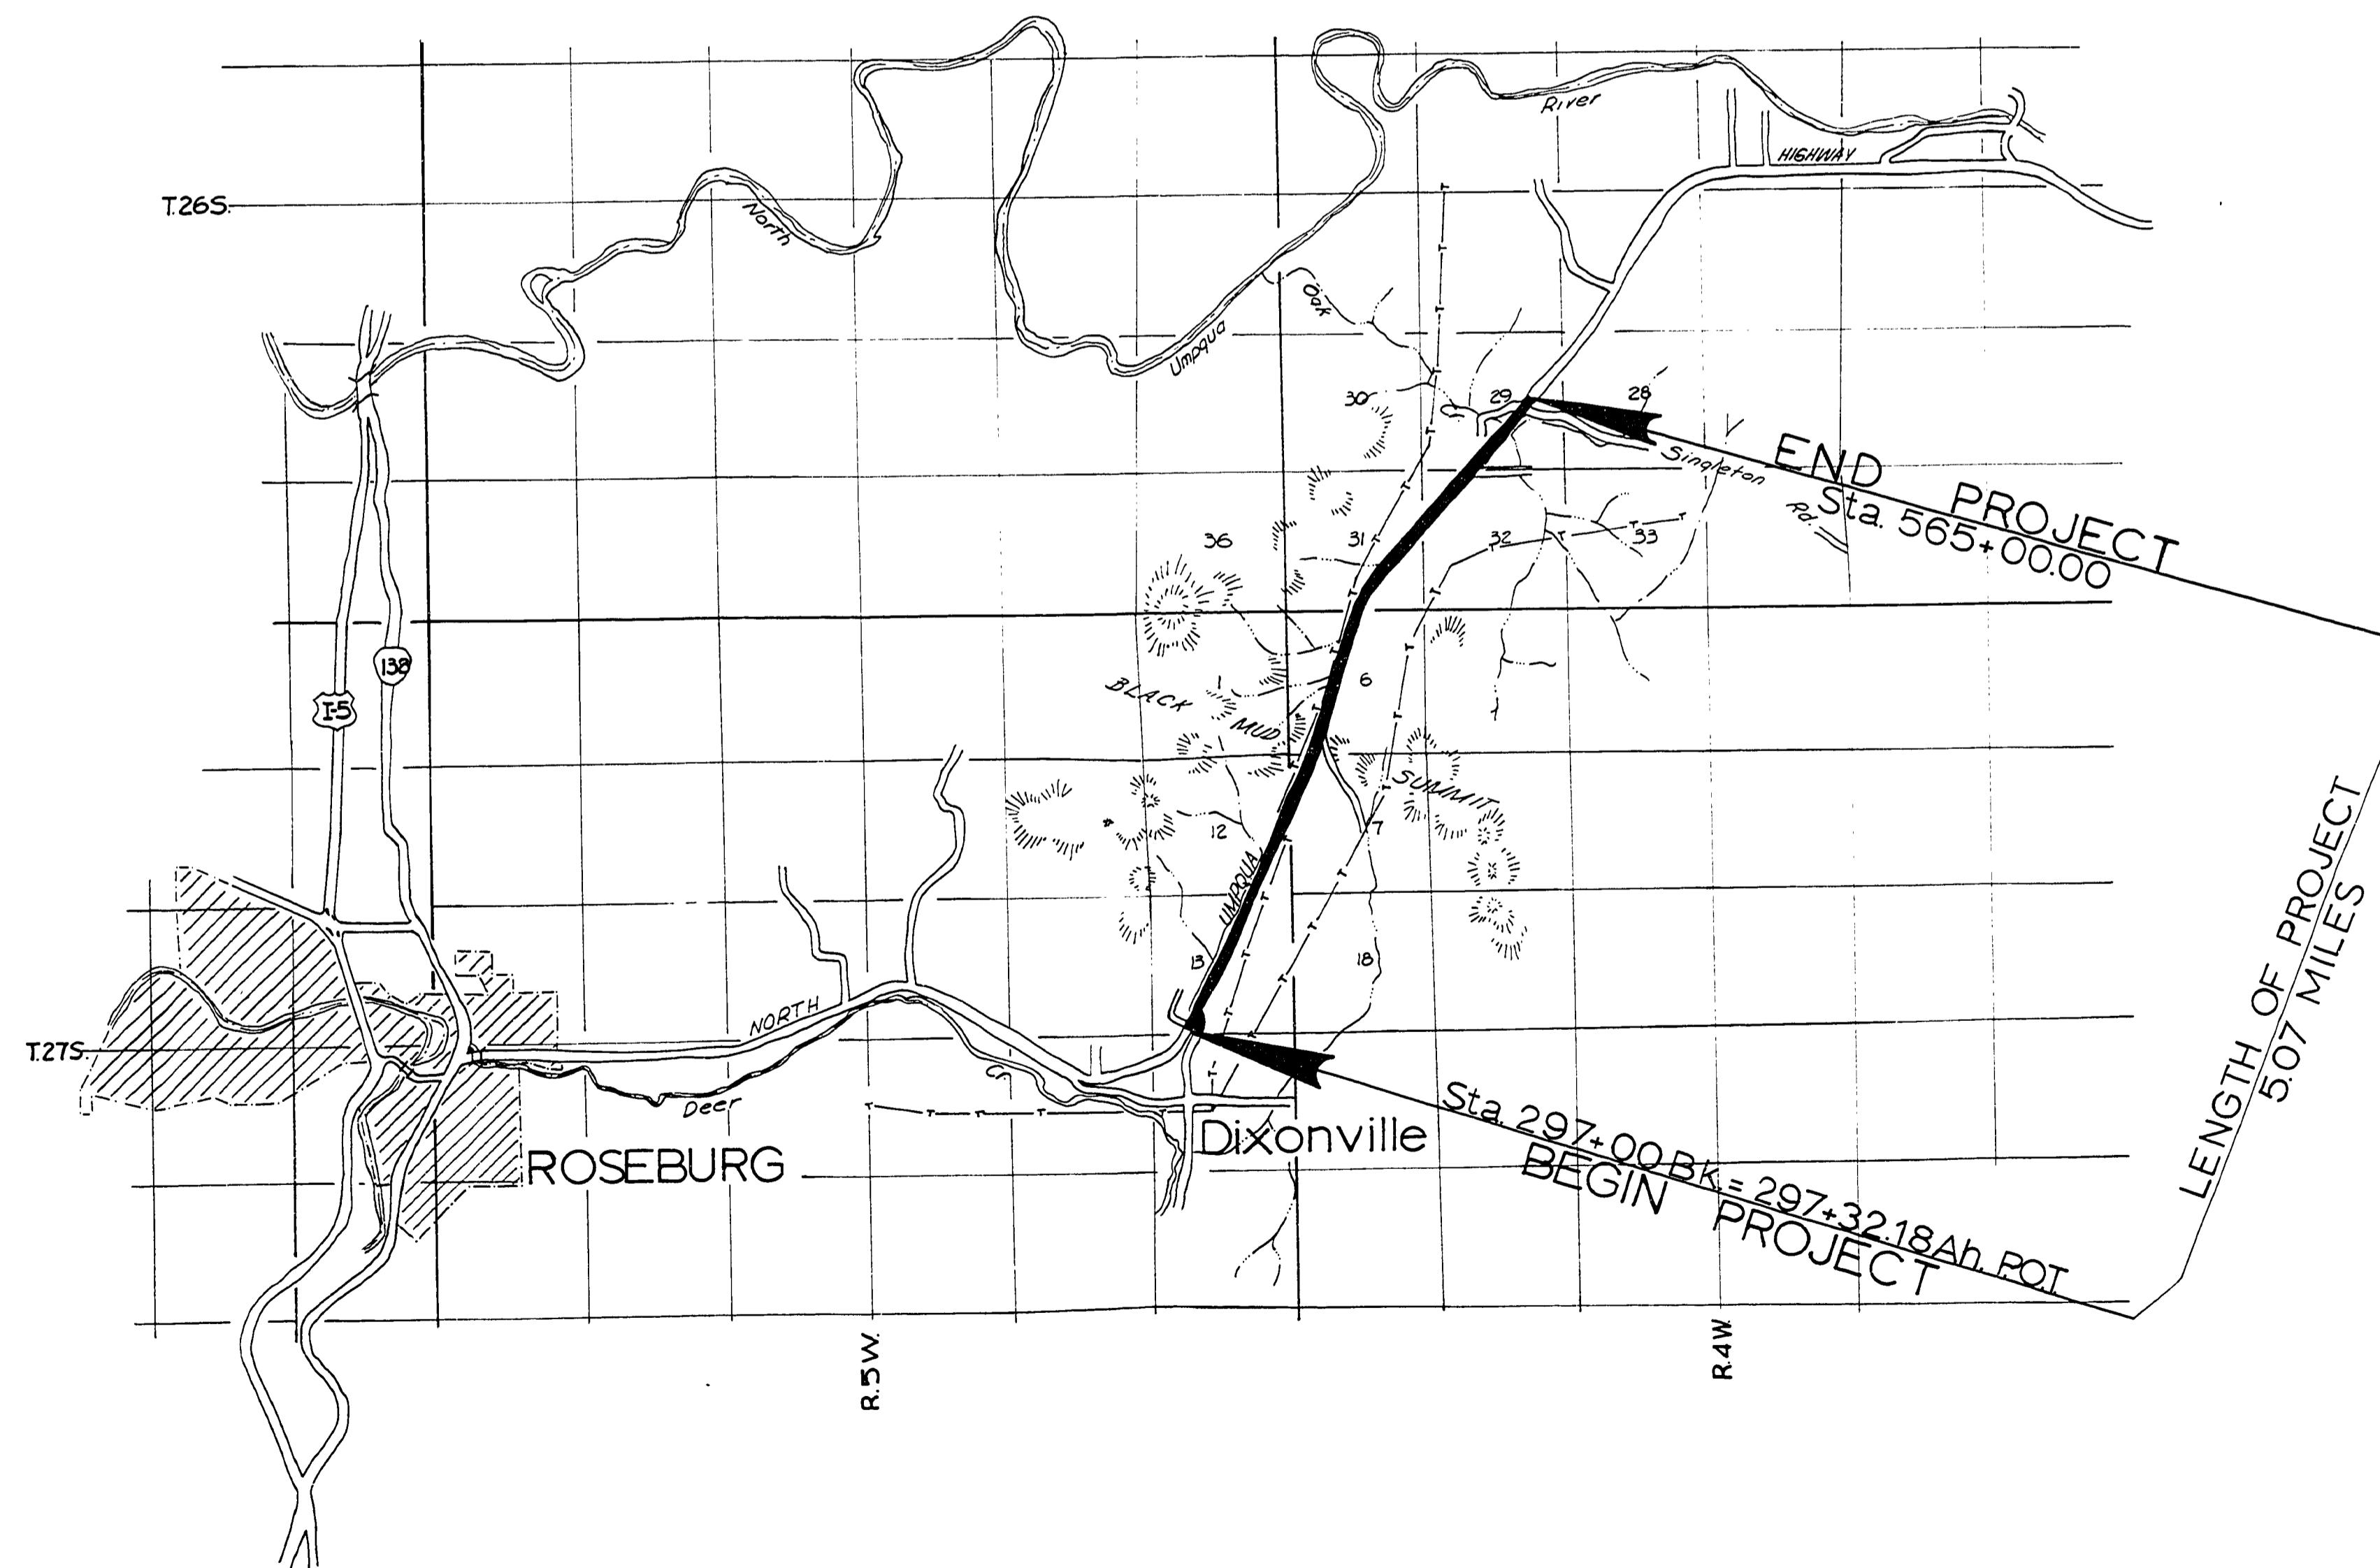 River
HIGHWAY
T.26S.
North
Oak
Umpqua
30
29
28
END PROJECT
Sta. 565+00.00
Singleton
Rd.
36
31
32
33
138
I-5
BLACK
1
6
MUD
SUMMIT
12
7
UMPQUA
LENGTH OF PROJECT
5.07 MILES
13
18
NORTH
T.27S.
Cr.
Deer
Dixonville
ROSEBURG
Sta. 297+00 Bk. = 297+32.18 Ah. P.O.T.
BEGIN PROJECT
R.5W.
R.4W.